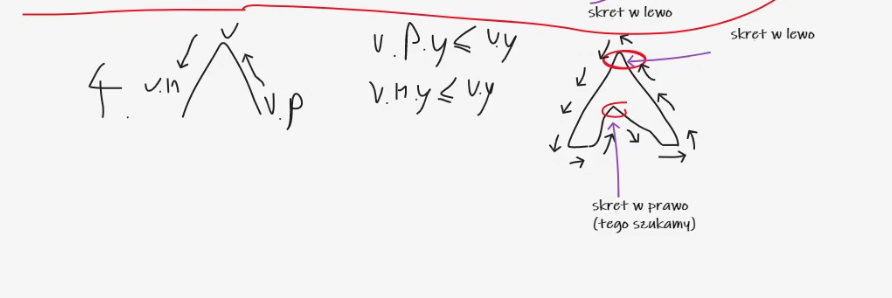 skret w lewo
skret w lewo
4.
v
v.n
v.p
v.p.y ≤ v.y
v.n.y ≤ v.y
skret w prawo
(tego szukamy)